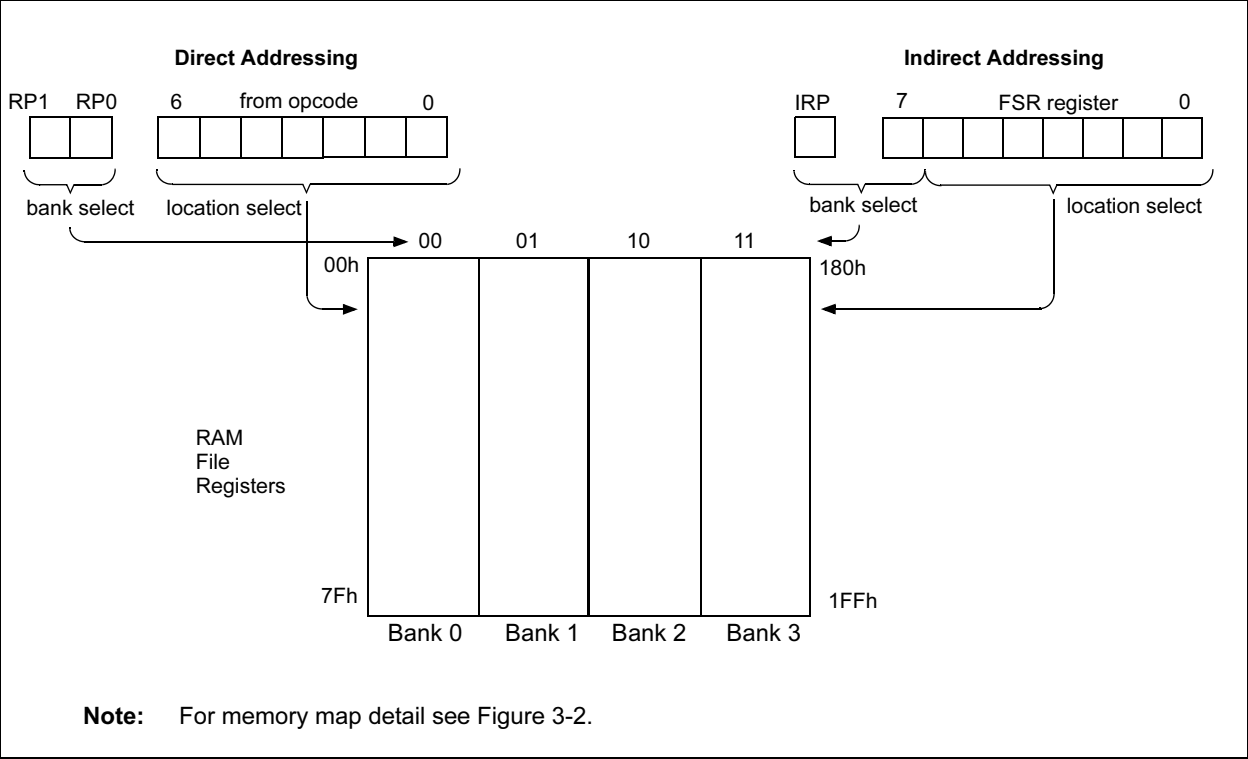 Direct Addressing
Indirect Addressing
RP1 RP0 6 from opcode 0
IRP 7 FSR register 0
bank select location select
bank select location select
00 01 10 11
00h
180h
RAM
File
Registers
7Fh
1FFh
Bank 0 Bank 1 Bank 2 Bank 3
Note: For memory map detail see Figure 3-2.